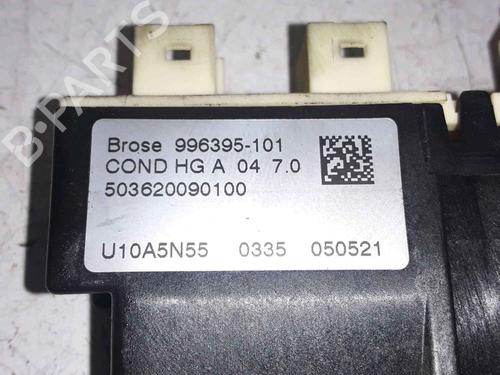 Brose 996395-101
COND HG A 04 7.0
503620090100
U10A5N55 0335 050521
B-PARTS